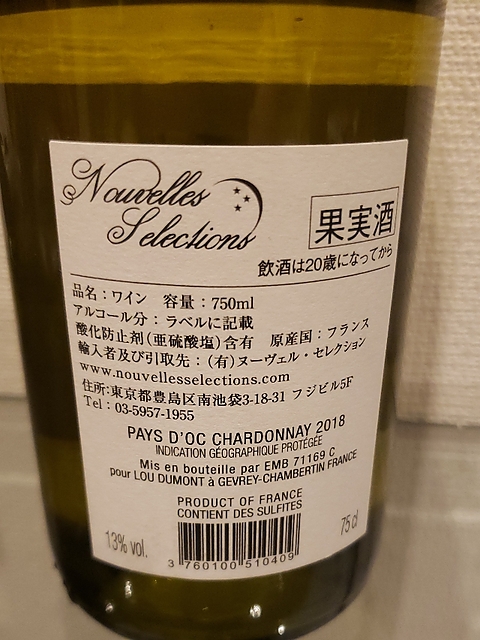 Nouvelles
Selections
果実酒
飲酒は20歳になってから
品名：ワイン 容量：750ml
アルコール分：ラベルに記載
酸化防止剤(亜硫酸塩)含有 原産国：フランス
輸入者及び引取先：(有)ヌーヴェル・セレクション
www.nouvellesselections.com
住所:東京都豊島区南池袋3-18-31 フジビル5F
Tel：03-5957-1955
PAYS D'OC CHARDONNAY 2018
INDICATION GÉOGRAPHIQUE PROTÉGÉE
Mis en bouteille par EMB 71169 C
pour LOU DUMONT à GEVREY-CHAMBERTIN FRANCE
PRODUCT OF FRANCE
CONTIENT DES SULFITES
13% vol.
75 cl
3 760100 510409